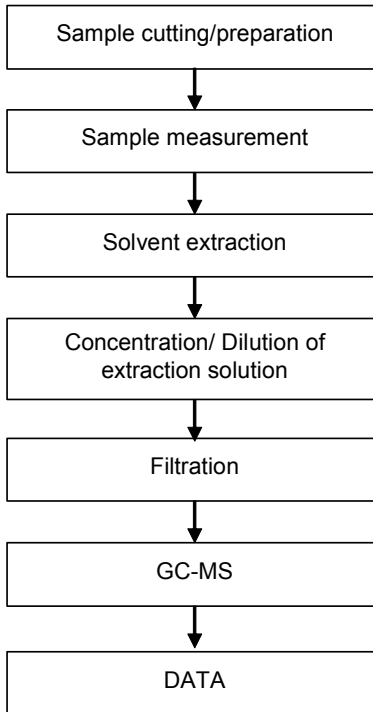 Sample cutting/preparation
Sample measurement
Solvent extraction
Concentration/ Dilution of
extraction solution
Filtration
GC-MS
DATA